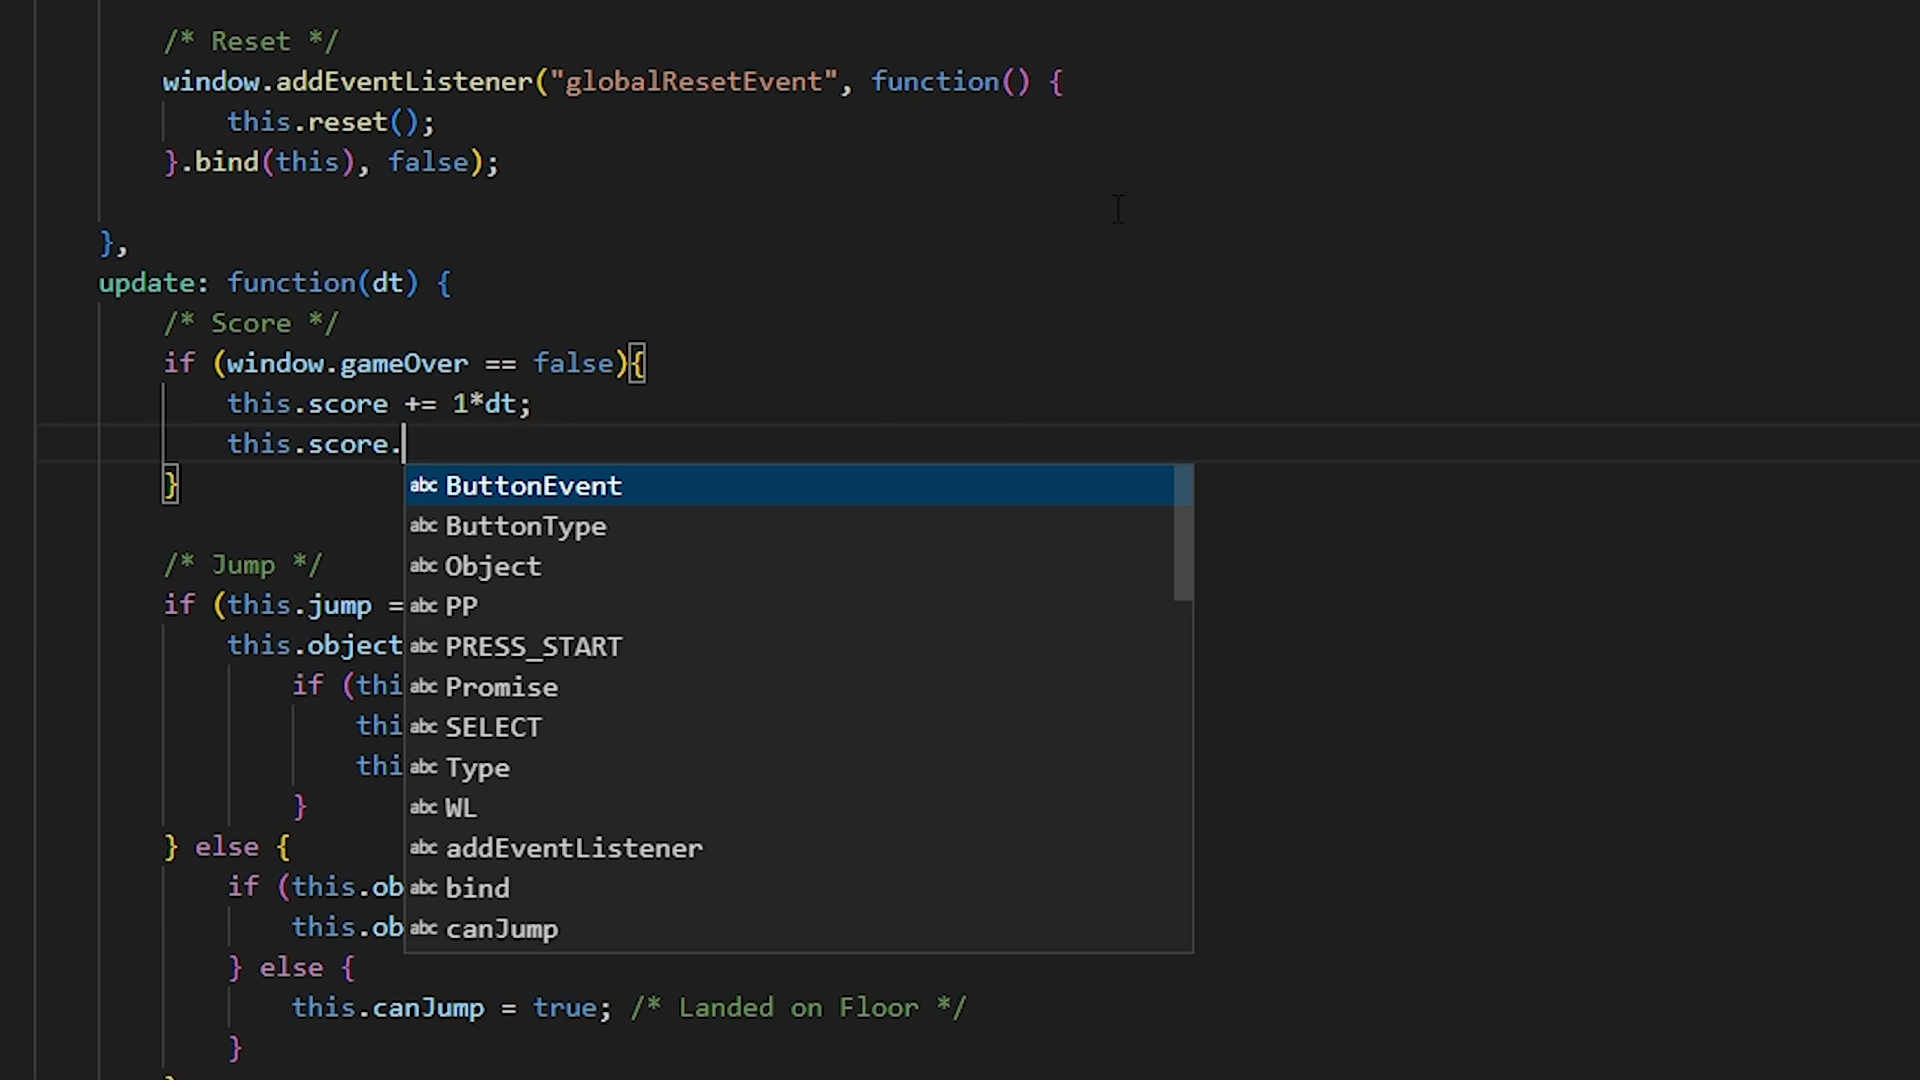 /* Reset */
window.addEventListener("globalResetEvent", function() {
this.reset();
}.bind(this), false);
},
update: function(dt) {
/* Score */
if (window.gameOver == false){
this.score += 1*dt;
this.score.
}
abc ButtonEvent
abc ButtonType
abc Object
/* Jump */
if (this.jump =
abc PP
this.object
abc PRESS_START
if (thi
abc Promise
thi
abc SELECT
thi
abc Type
}
abc WL
} else {
abc addEventListener
if (this.ob
abc bind
this.ob
abc canJump
} else {
this.canJump = true; /* Landed on Floor */
}